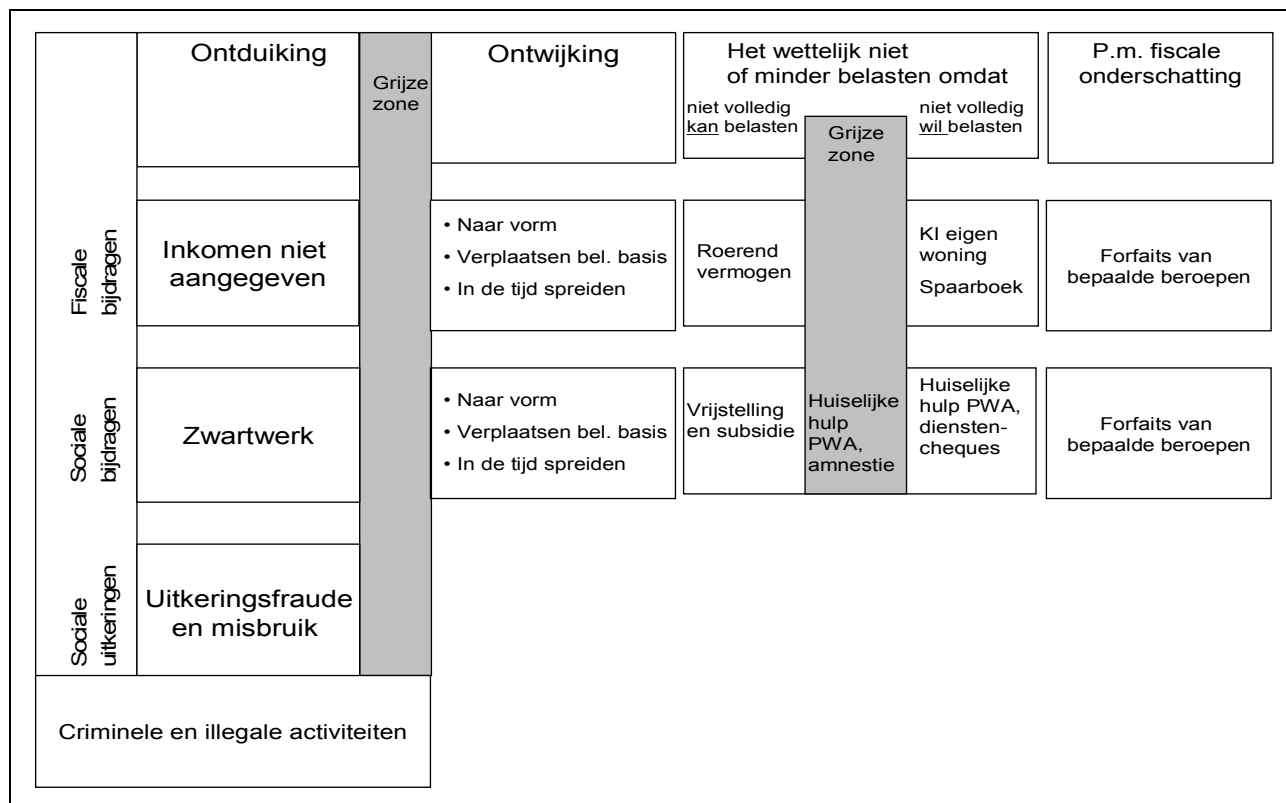 Ontduiking
Grijze
zone
Ontwijking
Het wettelijk niet
of minder belasten omdat
niet volledig
kan belasten
Grijze
zone
niet volledig
wil belasten
P.m. fiscale
onderschatting
Fiscale
bijdragen
Inkomen niet
aangegeven
• Naar vorm
• Verplaatsen bel. basis
• In de tijd spreiden
Roerend
vermogen
KI eigen
woning
Spaarboek
Forfaits van
bepaalde beroepen
Sociale
bijdragen
Zwartwerk
• Naar vorm
• Verplaatsen bel. basis
• In de tijd spreiden
Vrijstelling
en subsidie
Huiselijke
hulp
PWA,
amnestie
Huiselijke
hulp PWA,
diensten-
cheques
Forfaits van
bepaalde beroepen
Sociale
uitkeringen
Uitkeringsfraude
en misbruik
Criminele en illegale activiteiten